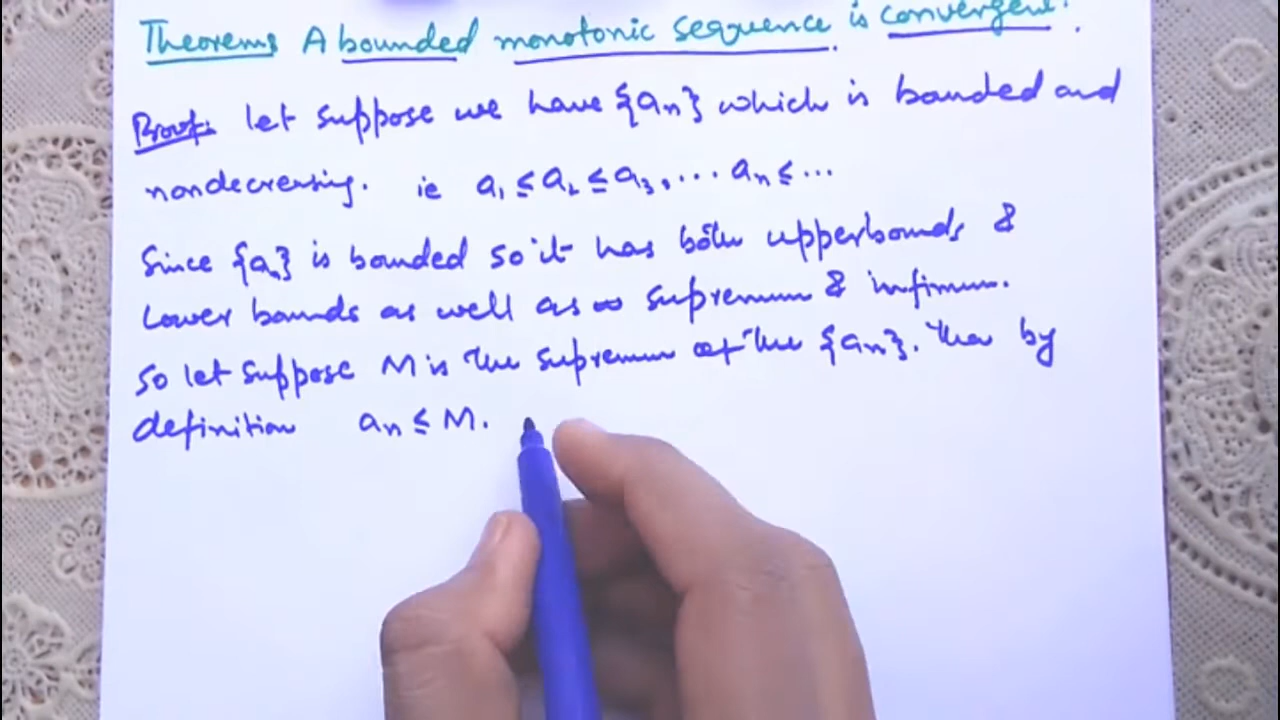 Theorem: A bounded monotonic sequence is convergent.
Proof: let suppose we have {an} which is bounded and
nondecreasing. ie a₁ ≤ a₂ ≤ a₃, ... an ≤ ...
Since {an} is bounded so it has both upperbounds &
Lower bounds as well as supremum & infimum.
So let suppose M is the supremum of the {an}. then by
definition an ≤ M.